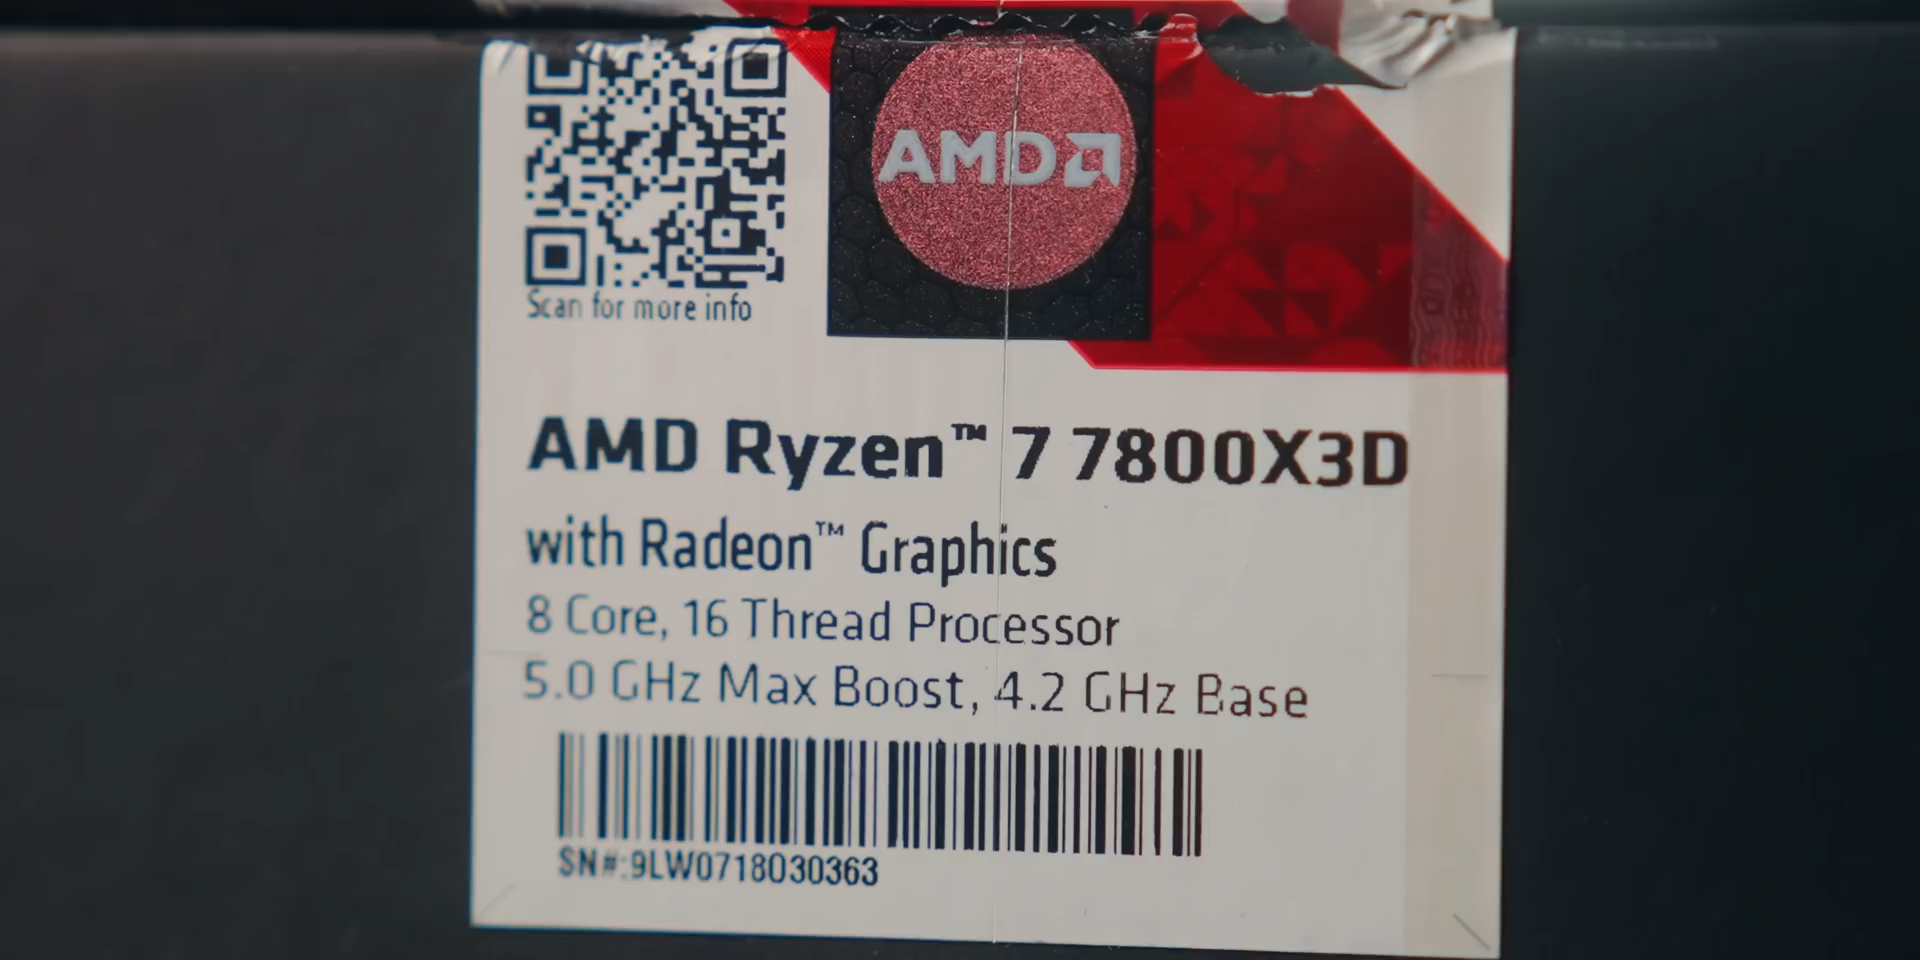 AMD
Scan for more info
AMD Ryzen™ 7 7800X3D
with Radeon™ Graphics
8 Core, 16 Thread Processor
5.0 GHz Max Boost, 4.2 GHz Base
SN#:9LW0718030363